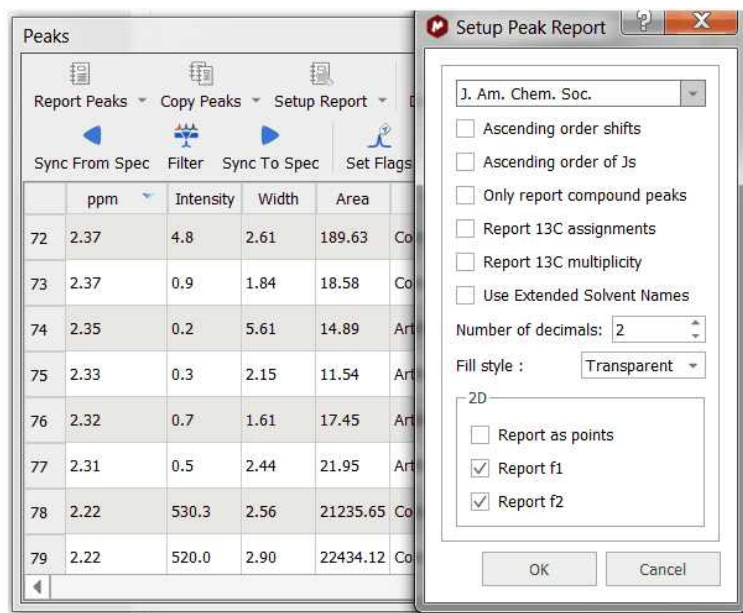 Peaks
Report Peaks Copy Peaks Setup Report
Sync From Spec Filter Sync To Spec Set Flags
ppm Intensity Width Area
72 2.37 4.8 2.61 189.63 Co
73 2.37 0.9 1.84 18.58 Co
74 2.35 0.2 5.61 14.89 Art
75 2.33 0.3 2.15 11.54 Art
76 2.32 0.7 1.61 17.45 Art
77 2.31 0.5 2.44 21.95 Art
78 2.22 530.3 2.56 21235.65 Co
79 2.22 520.0 2.90 22434.12 Co
Setup Peak Report
J. Am. Chem. Soc.
Ascending order shifts
Ascending order of Js
Only report compound peaks
Report 13C assignments
Report 13C multiplicity
Use Extended Solvent Names
Number of decimals: 2
Fill style : Transparent
2D
Report as points
Report f1
Report f2
OK Cancel